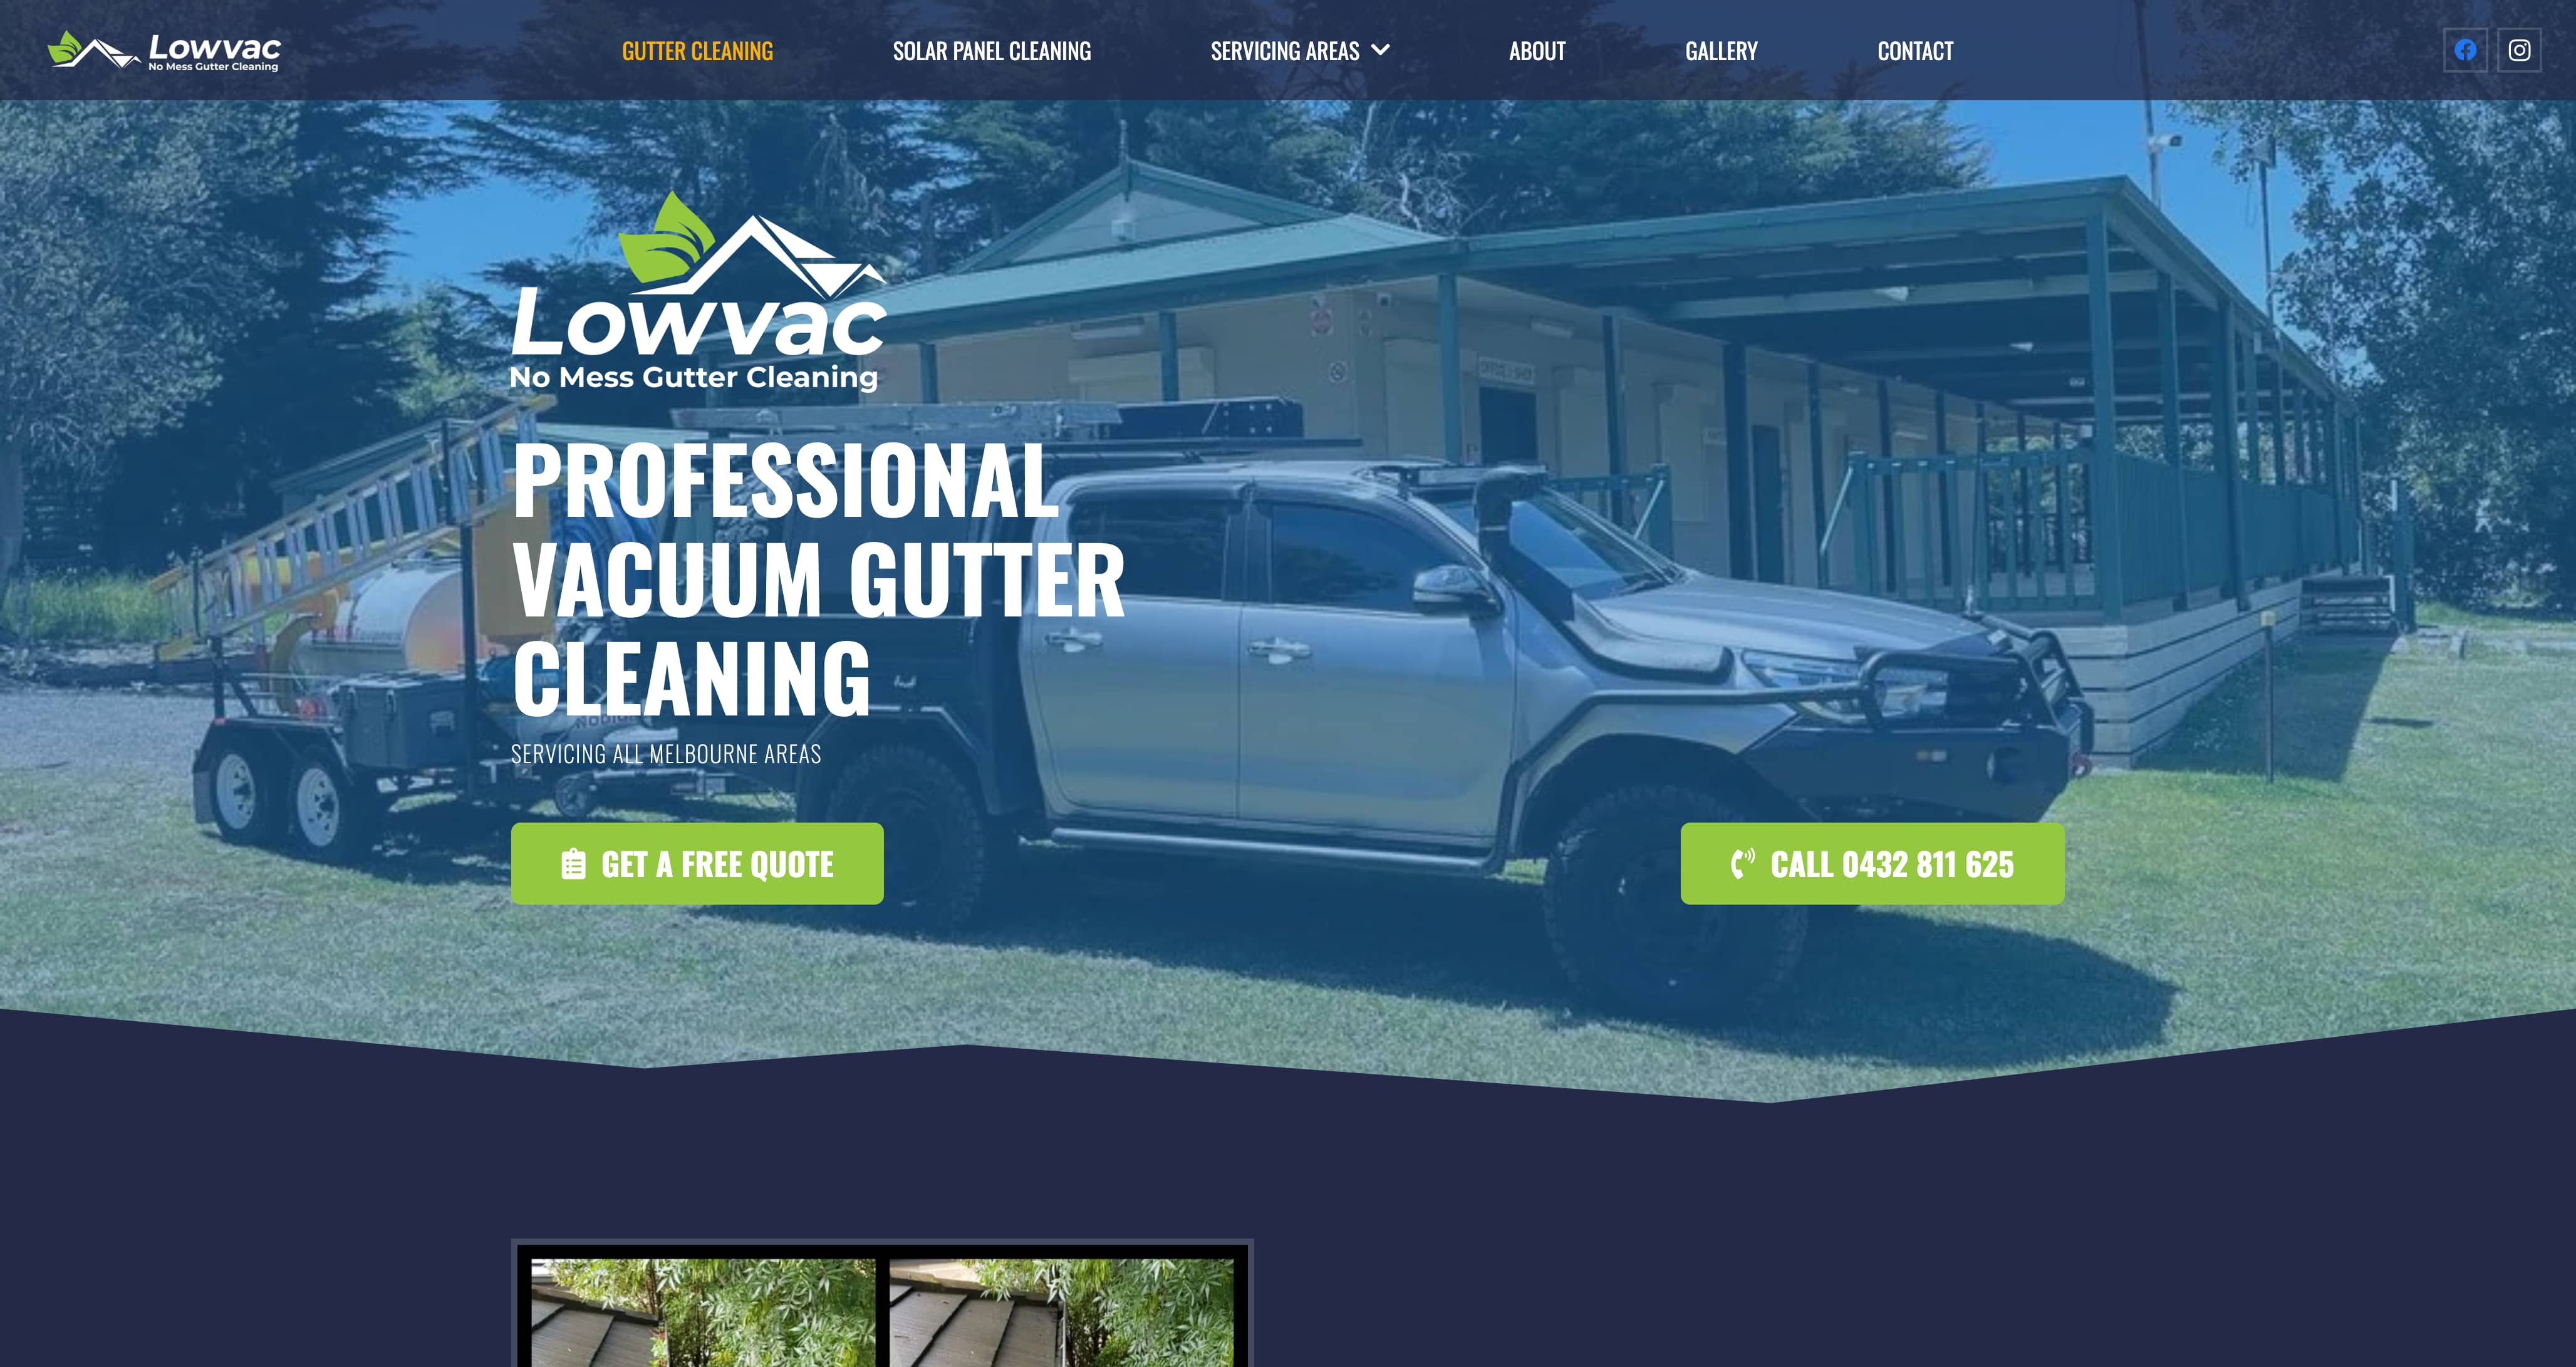 Lowvac
No Mess Gutter Cleaning
GUTTER CLEANING
SOLAR PANEL CLEANING
SERVICING AREAS
ABOUT
GALLERY
CONTACT
Lowvac
No Mess Gutter Cleaning
PROFESSIONAL
VACUUM GUTTER
CLEANING
SERVICING ALL MELBOURNE AREAS
GET A FREE QUOTE
CALL 0432 811 625